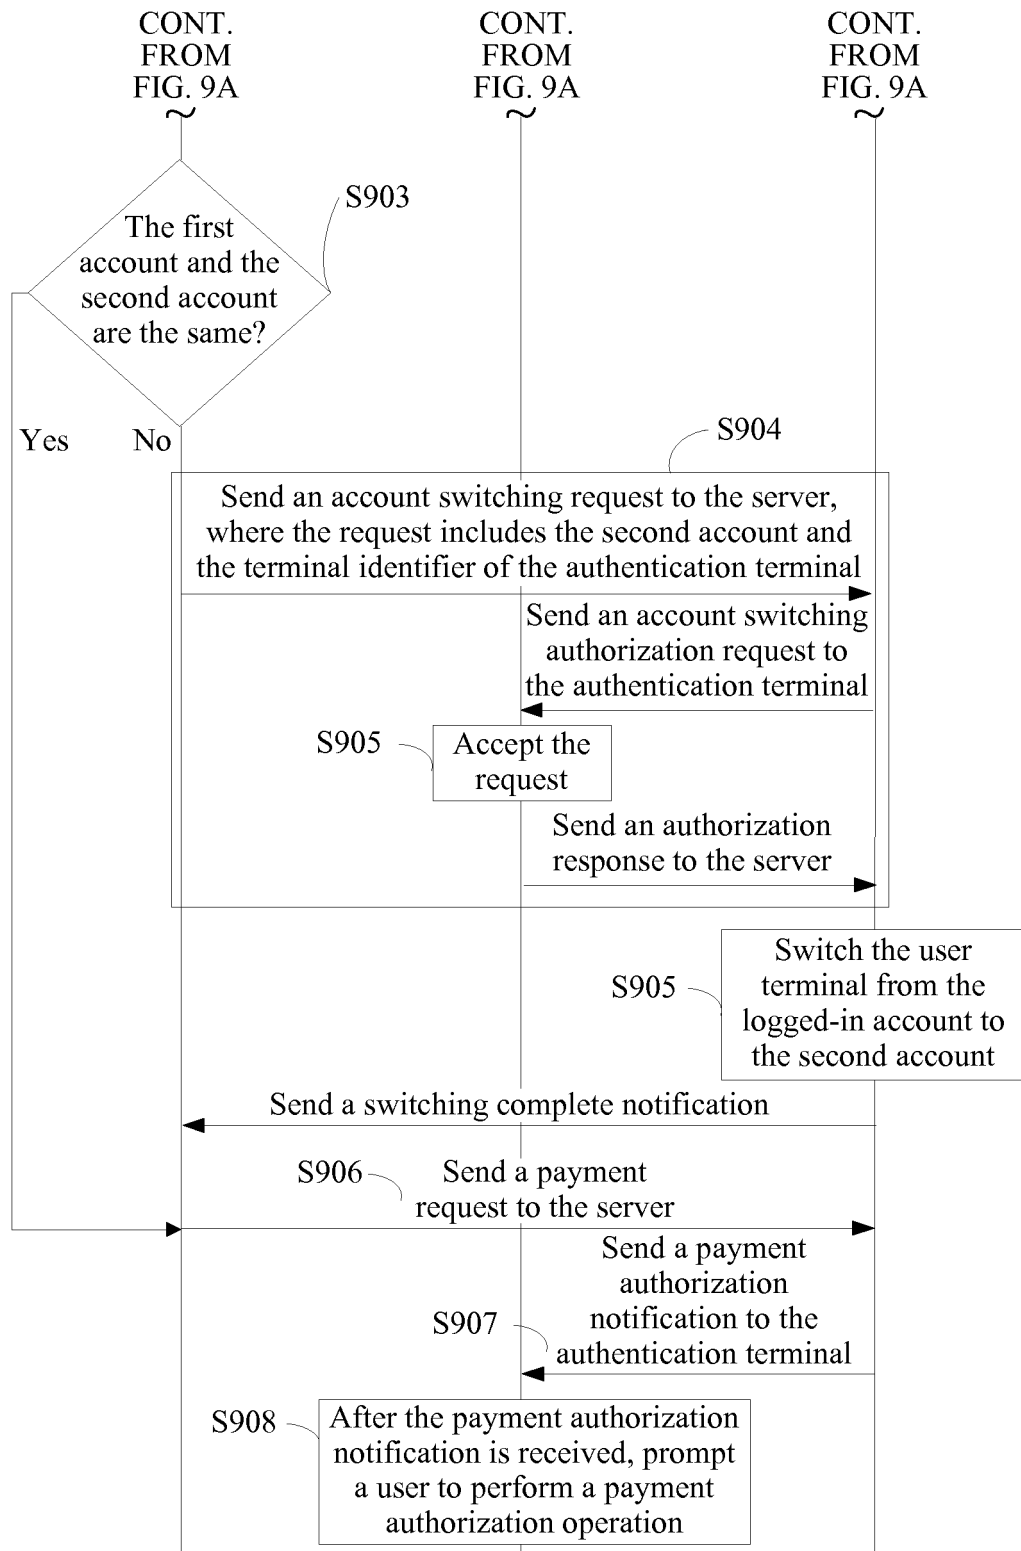 CONT.
FROM
FIG. 9A
CONT.
FROM
FIG. 9A
CONT.
FROM
FIG. 9A
S903
The first
account and the
second account
are the same?
Yes
No
S904
Send an account switching request to the server,
where the request includes the second account and
the terminal identifier of the authentication terminal
Send an account switching
authorization request to
the authentication terminal
S905
Accept the
request
Send an authorization
response to the server
S905
Switch the user
terminal from the
logged-in account to
the second account
Send a switching complete notification
S906
Send a payment
request to the server
Send a payment
authorization
notification to the
authentication terminal
S907
S908
After the payment authorization
notification is received, prompt
a user to perform a payment
authorization operation